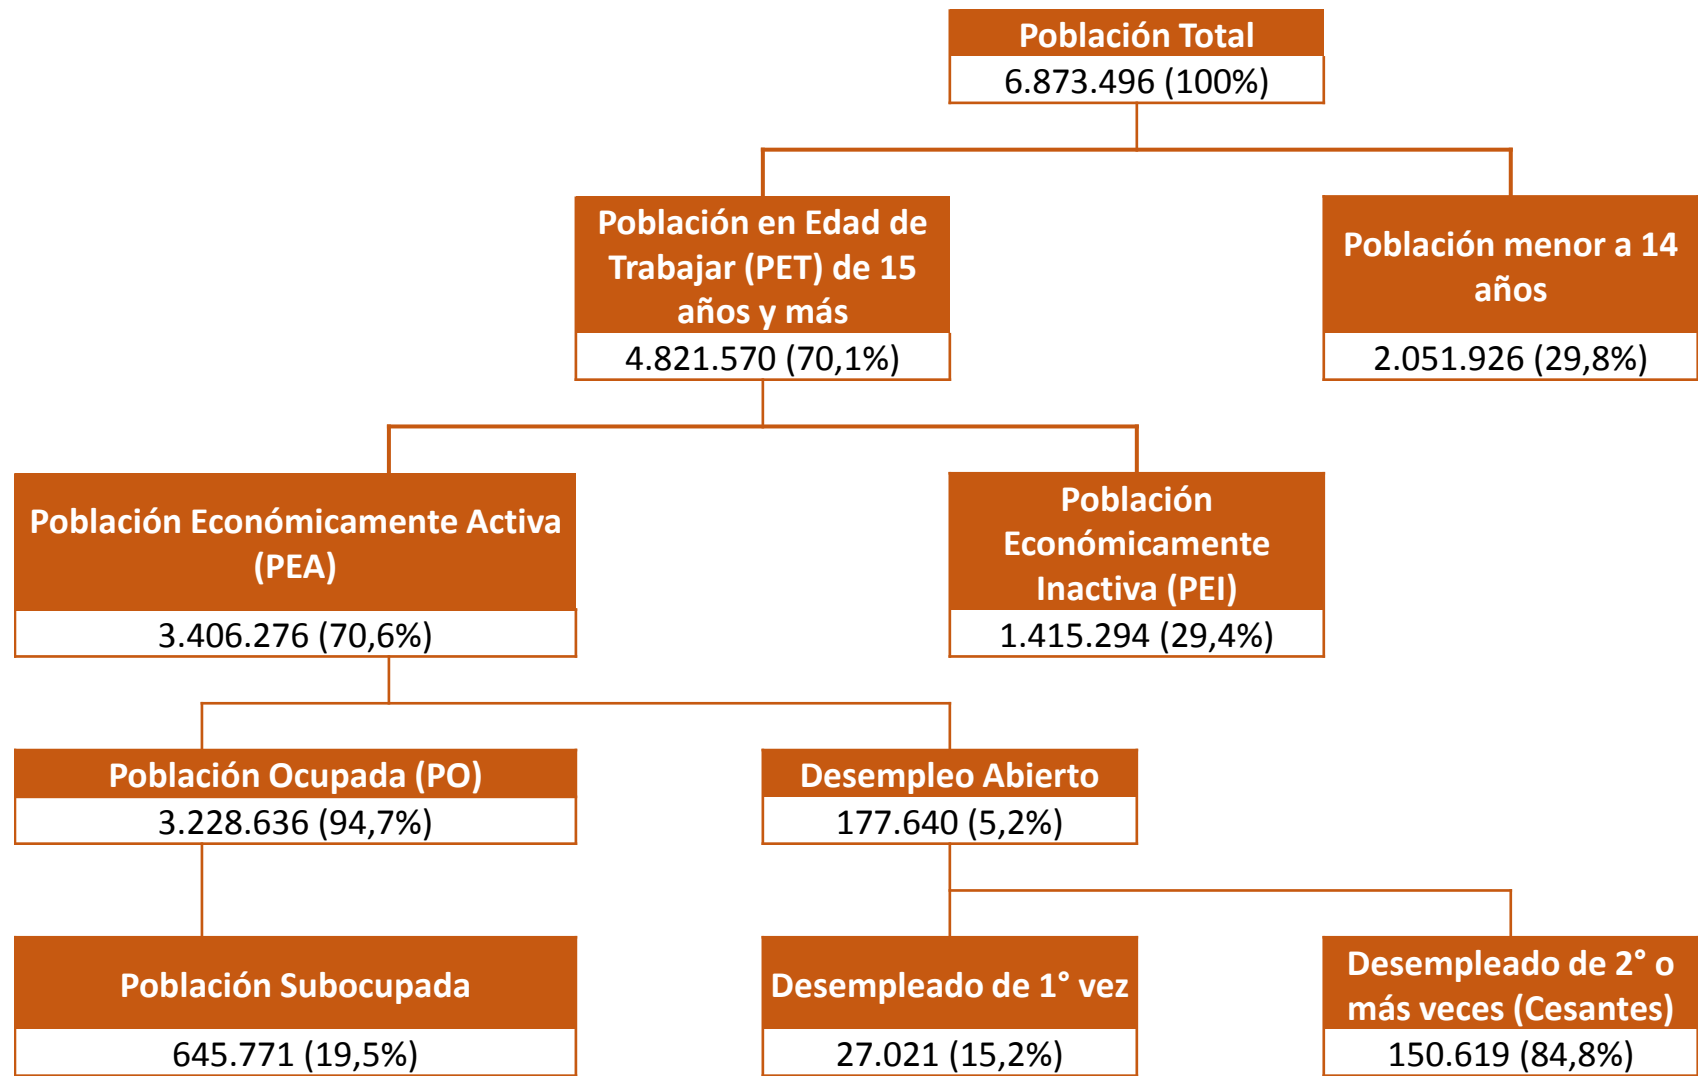 Población Total
6.873.496 (100%)
Población en Edad de
Trabajar (PET) de 15
años y más
4.821.570 (70,1%)
Población menor a 14
años
2.051.926 (29,8%)
Población Económicamente Activa
(PEA)
3.406.276 (70,6%)
Población
Económicamente
Inactiva (PEI)
1.415.294 (29,4%)
Población Ocupada (PO)
3.228.636 (94,7%)
Desempleo Abierto
177.640 (5,2%)
Población Subocupada
645.771 (19,5%)
Desempleado de 1° vez
27.021 (15,2%)
Desempleado de 2° o
más veces (Cesantes)
150.619 (84,8%)